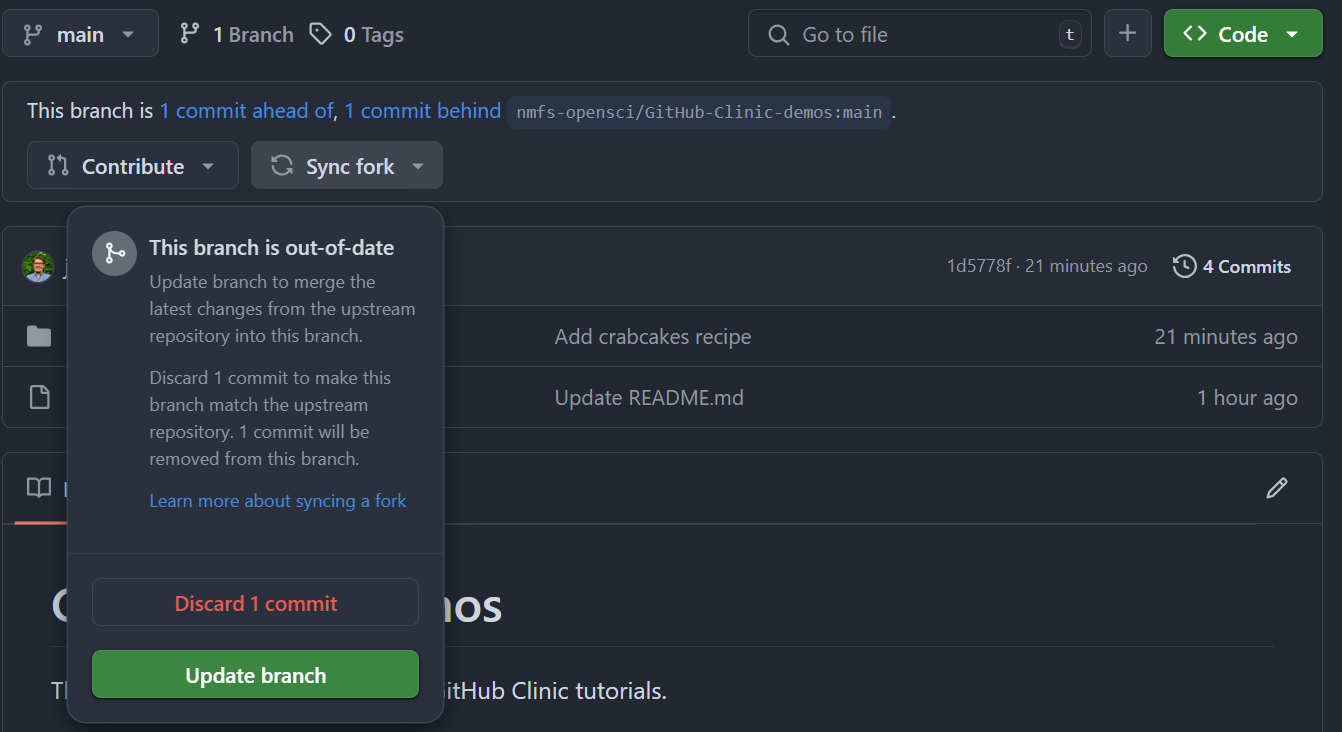 main
1 Branch
0 Tags
Go to file
t
Code
This branch is 1 commit ahead of, 1 commit behind nmfs-opensci/GitHub-Clinic-demos:main .
Contribute
Sync fork
This branch is out-of-date
Update branch to merge the
latest changes from the upstream
repository into this branch.
Discard 1 commit to make this
branch match the upstream
repository. 1 commit will be
removed from this branch.
Learn more about syncing a fork
Discard 1 commit
Update branch
1d5778f · 21 minutes ago
4 Commits
Add crabcakes recipe
21 minutes ago
Update README.md
1 hour ago
GitHub Clinic tutorials.